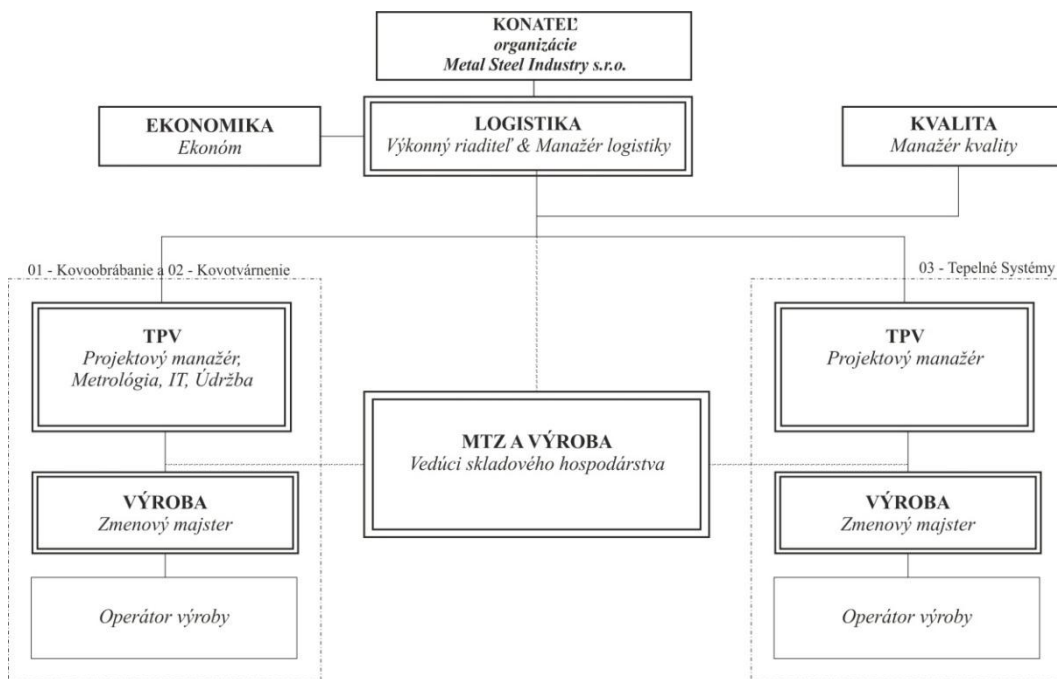 KONATEĽ
organizácie
Metal Steel Industry s.r.o.
EKONOMIKA
Ekonóm
LOGISTIKA
Výkonný riaditeľ & Manažér logistiky
KVALITA
Manažér kvality
01 - Kovoobrábanie a 02 - Kovotvárnenie
03 - Tepelné Systémy
TPV
Projektový manažér,
Metrológia, IT, Údržba
TPV
Projektový manažér
MTZ A VÝROBA
Vedúci skladového hospodárstva
VÝROBA
Zmenový majster
VÝROBA
Zmenový majster
Operátor výroby
Operátor výroby